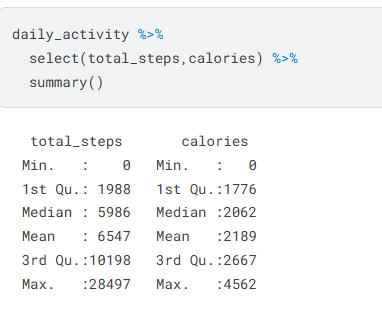 daily_activity %>%
  select(total_steps,calories) %>%
  summary()
  total_steps       calories
 Min.   :    0   Min.   :   0
 1st Qu.: 1988   1st Qu.:1776
 Median : 5986   Median :2062
 Mean   : 6547   Mean   :2189
 3rd Qu.:10198   3rd Qu.:2667
 Max.   :28497   Max.   :4562